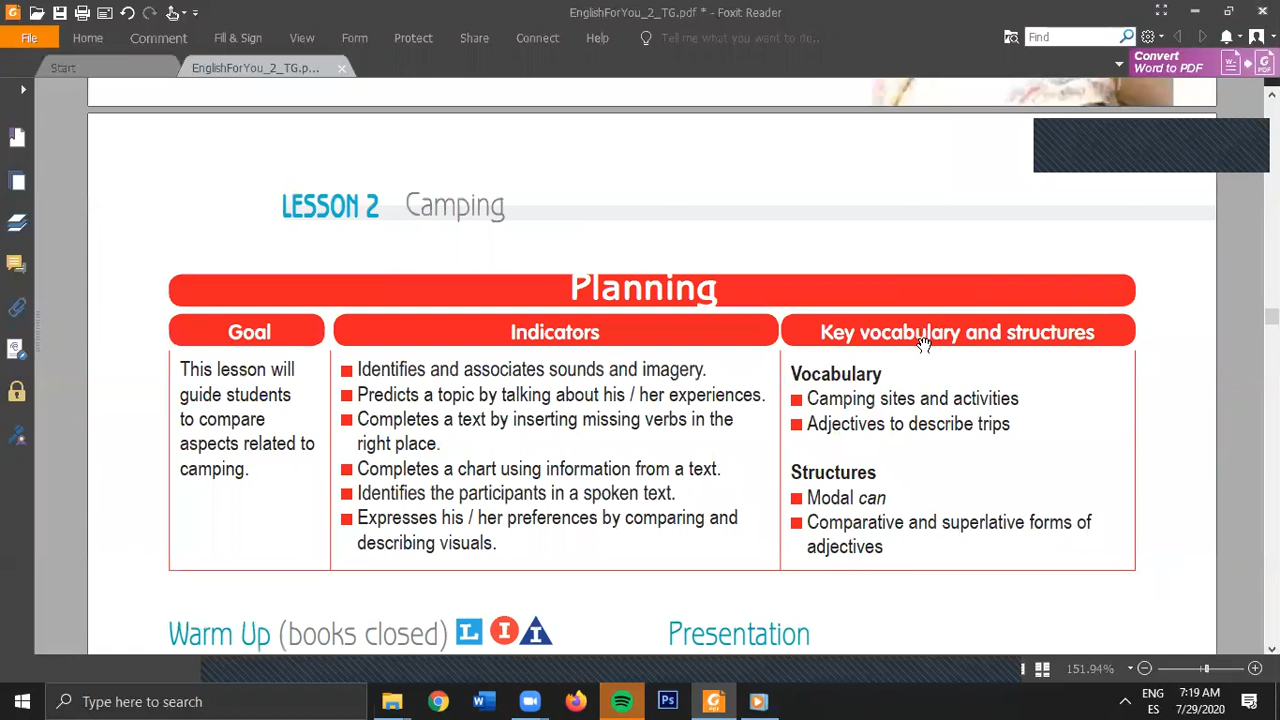 EnglishForYou_2_TG.pdf * - Foxit Reader
File Home Comment Fill & Sign View Form Protect Share Connect Help Tell me what you want to do.. Find
Start EnglishForYou_2_TG.p... Convert
Word to PDF
LESSON 2 Camping
Planning
Goal
This lesson will
guide students
to compare
aspects related to
camping.
Indicators
Identifies and associates sounds and imagery.
Predicts a topic by talking about his / her experiences.
Completes a text by inserting missing verbs in the
right place.
Completes a chart using information from a text.
Identifies the participants in a spoken text.
Expresses his / her preferences by comparing and
describing visuals.
Key vocabulary and structures
Vocabulary
Camping sites and activities
Adjectives to describe trips
Structures
Modal can
Comparative and superlative forms of
adjectives
Warm Up (books closed) L I I
Presentation
151.94%
Type here to search
ENG
ES
7:19 AM
7/29/2020